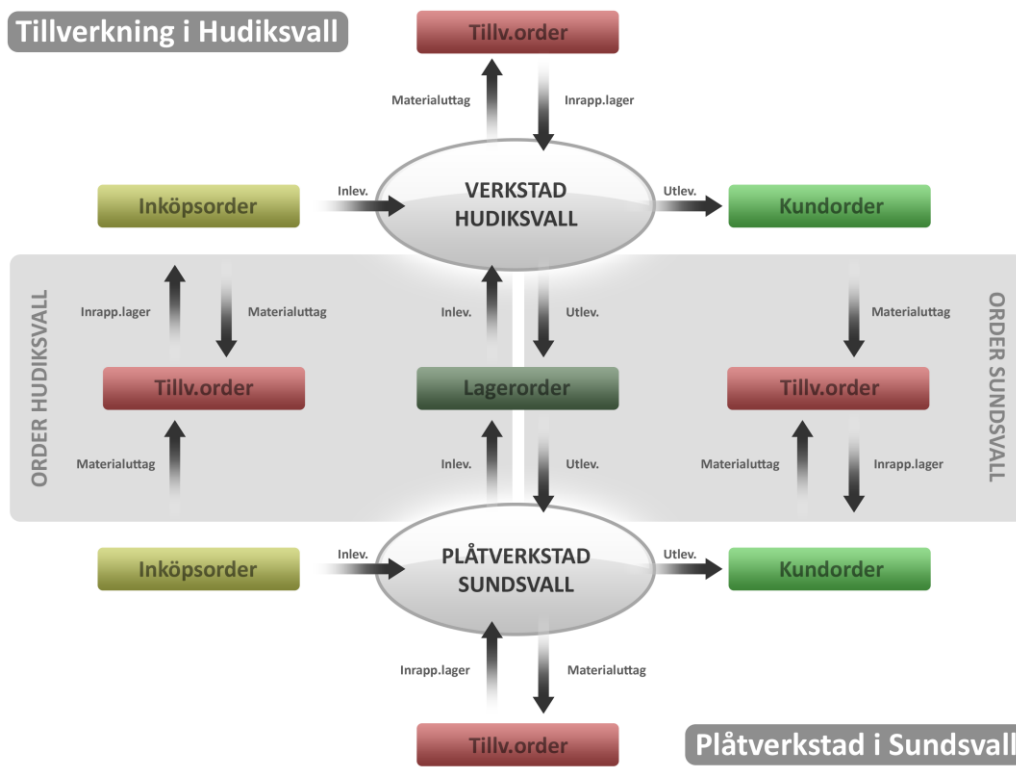 Tillverkning i Hudiksvall
Tillv.order
Materialuttag
Inrapp.lager
Inköpsorder
Inlev.
VERKSTAD
HUDIKSVALL
Utlev.
Kundorder
ORDER HUDIKSVALL
Inrapp.lager
Materialuttag
Inlev.
Utlev.
Materialuttag
ORDER SUNDSVALL
Tillv.order
Lagerorder
Tillv.order
Materialuttag
Inlev.
Utlev.
Materialuttag
Inrapp.lager
Inköpsorder
Inlev.
PLÅTVERKSTAD
SUNDSVALL
Utlev.
Kundorder
Inrapp.lager
Materialuttag
Tillv.order
Plåtverkstad i Sundsvall